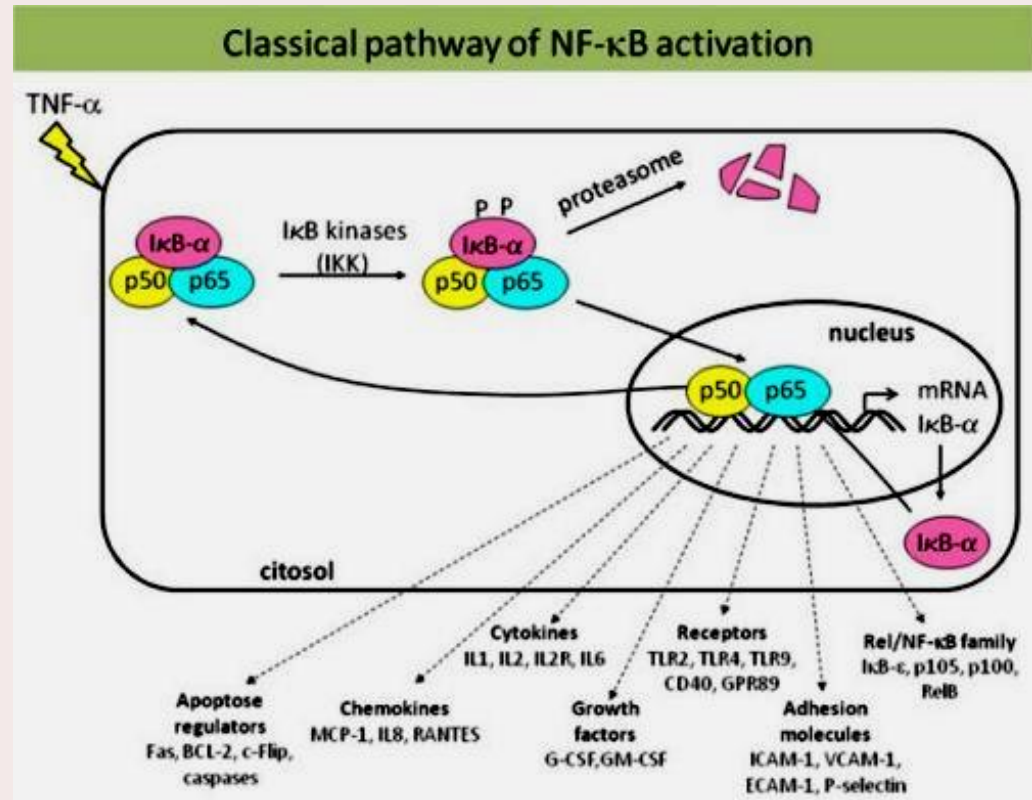 Classical pathway of NF-κB activation
TNF-α
proteasome
P P
IκB-α
p50 p65
IκB kinases
(IKK)
IκB-α
p50 p65
nucleus
p50 p65
mRNA
IκB-α
IκB-α
citosol
Apoptose
regulators
Fas, BCL-2, c-Flip,
caspases
Chemokines
MCP-1, IL8, RANTES
Cytokines
IL1, IL2, IL2R, IL6
Growth
factors
G-CSF,GM-CSF
Receptors
TLR2, TLR4, TLR9,
CD40, GPR89
Adhesion
molecules
ICAM-1, VCAM-1,
ECAM-1, P-selectin
Rel/NF-κB family
IκB-ε, p105, p100,
RelB